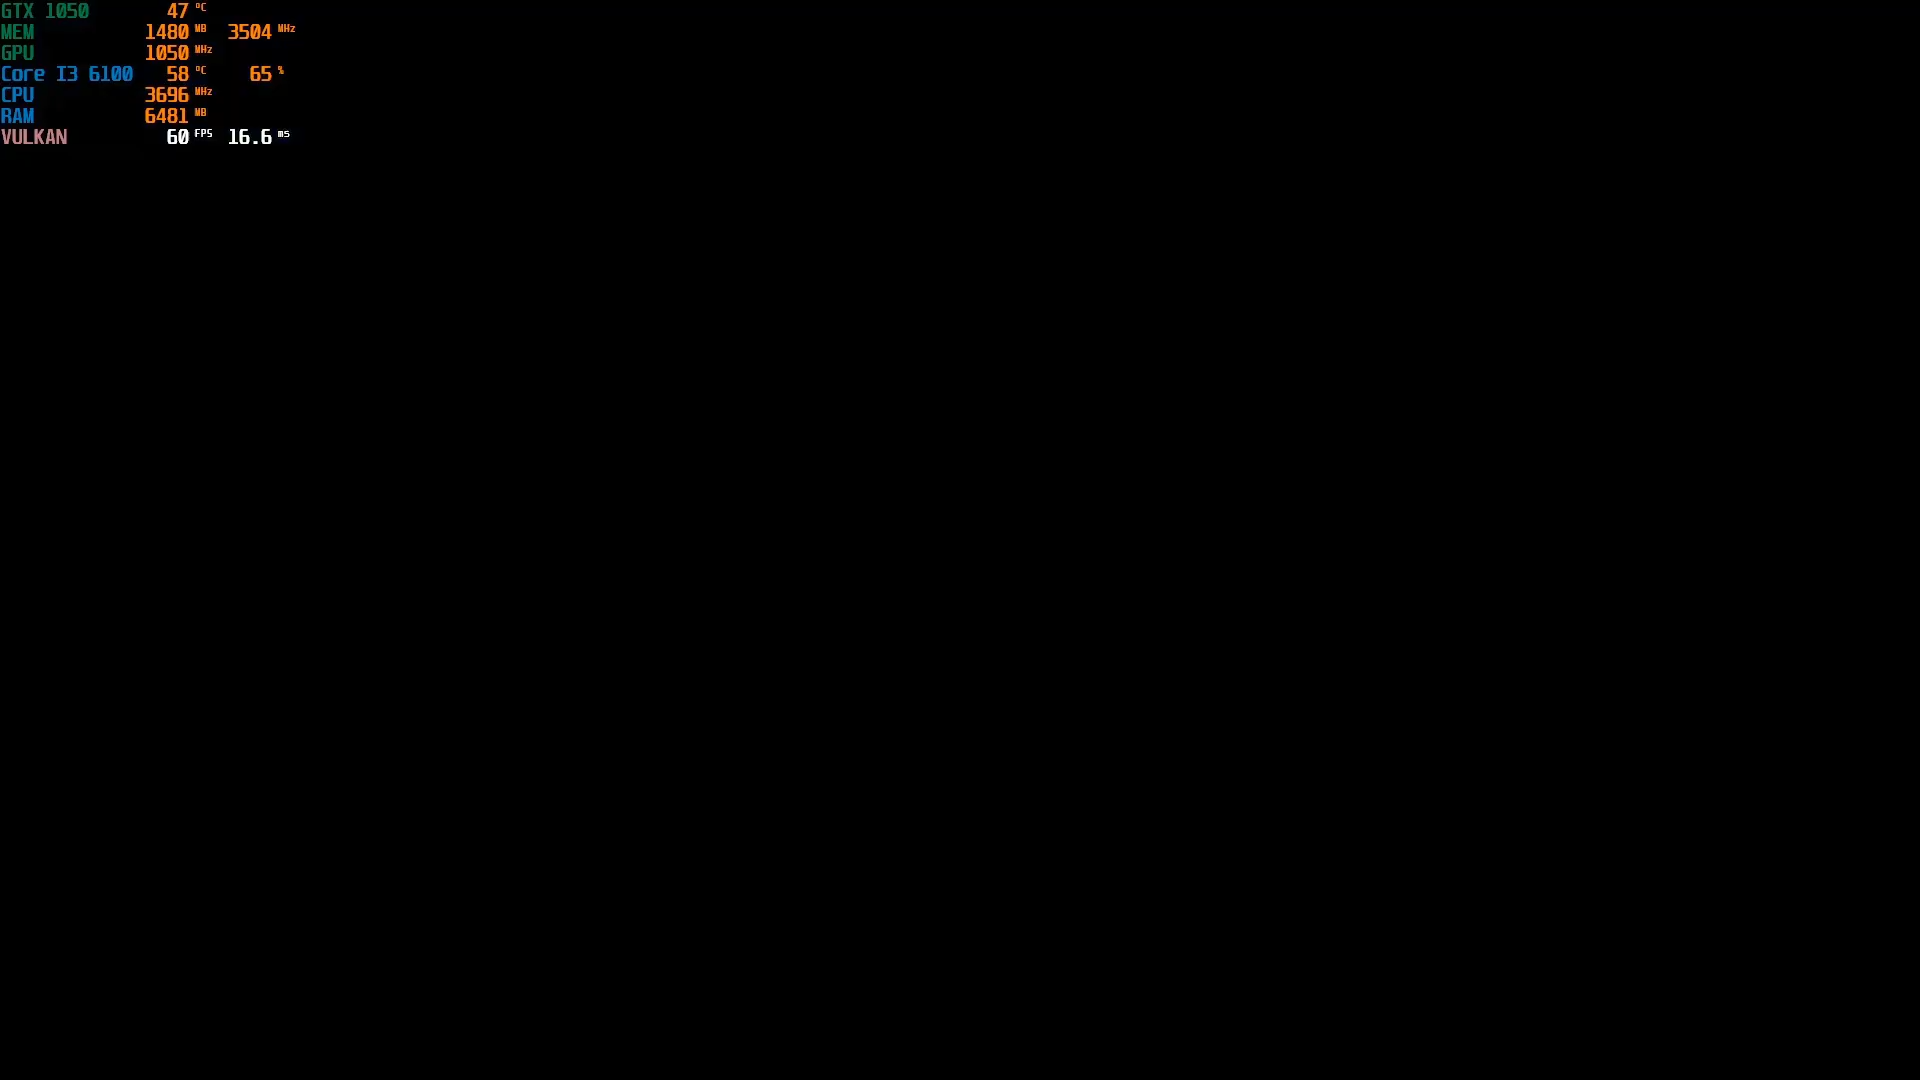 GTX 1050 47 °C
MEM 1480 MB 3504 MHz
GPU 1050 MHz
Core I3 6100 58 °C 65 %
CPU 3696 MHz
RAM 6481 MB
VULKAN 60 FPS 16.6 ms